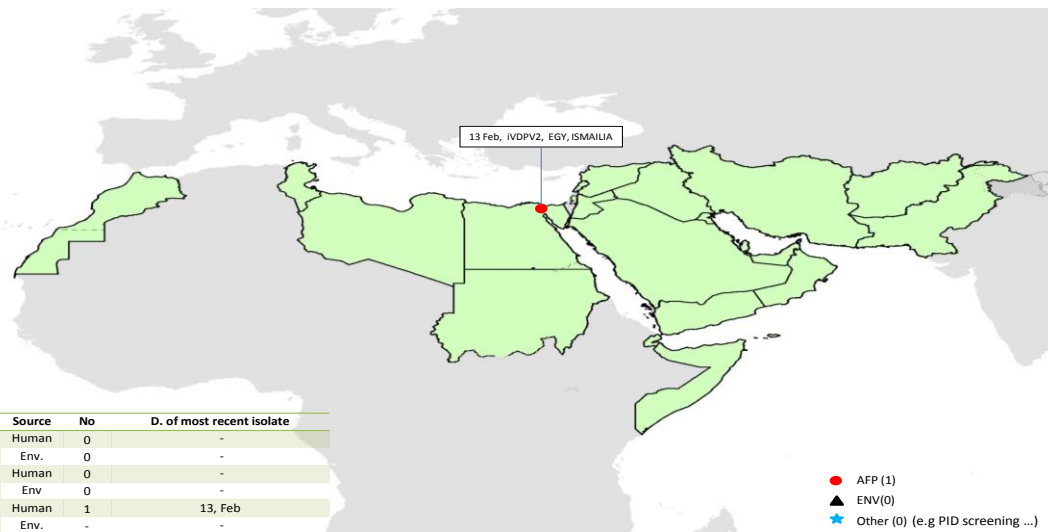 13 Feb, iVDPV2, EGY, ISMAILIA
Source No D. of most recent isolate
Human 0 -
Env. 0 -
Human 0 -
Env 0 -
Human 1 13, Feb
Env. - -
AFP (1)
ENV(0)
Other (0) (e.g PID screening ...)